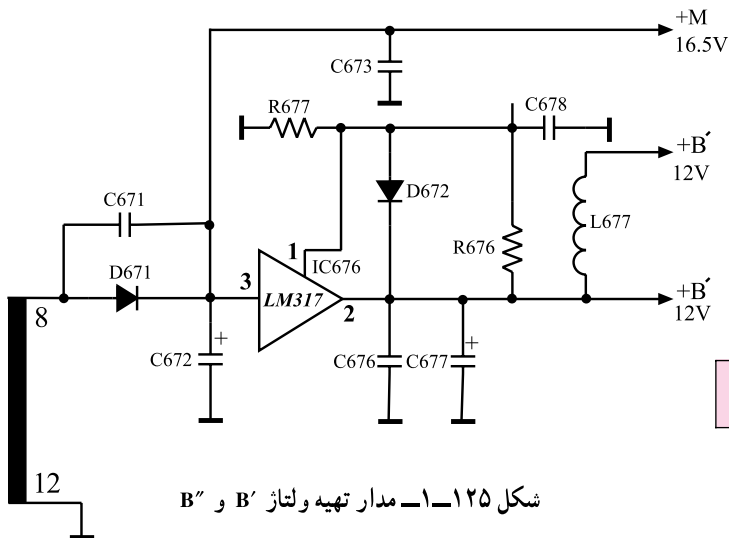 +M
16.5V
C673
R677
C678
+B′
12V
C671
D672
L677
R676
D671
1
IC676
3
LM317
2
+B′
12V
8
C672
+
C676
C677
+
12
شکل ۱۲۵ــ۱ــ مدار تهیه ولتاژ B′ و B″